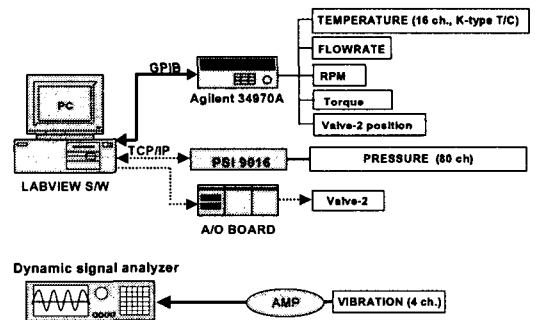 TEMPERATURE (16 ch., K-type T/C)
FLOWRATE
GPIB
RPM
PC
Agilent 34970A
Torque
Valve-2 position
TCP/IP
PSI 9016
PRESSURE (80 ch)
LABVIEW S/W
Valve-2
A/O BOARD
Dynamic signal analyzer
AMP
VIBRATION (4 ch.)